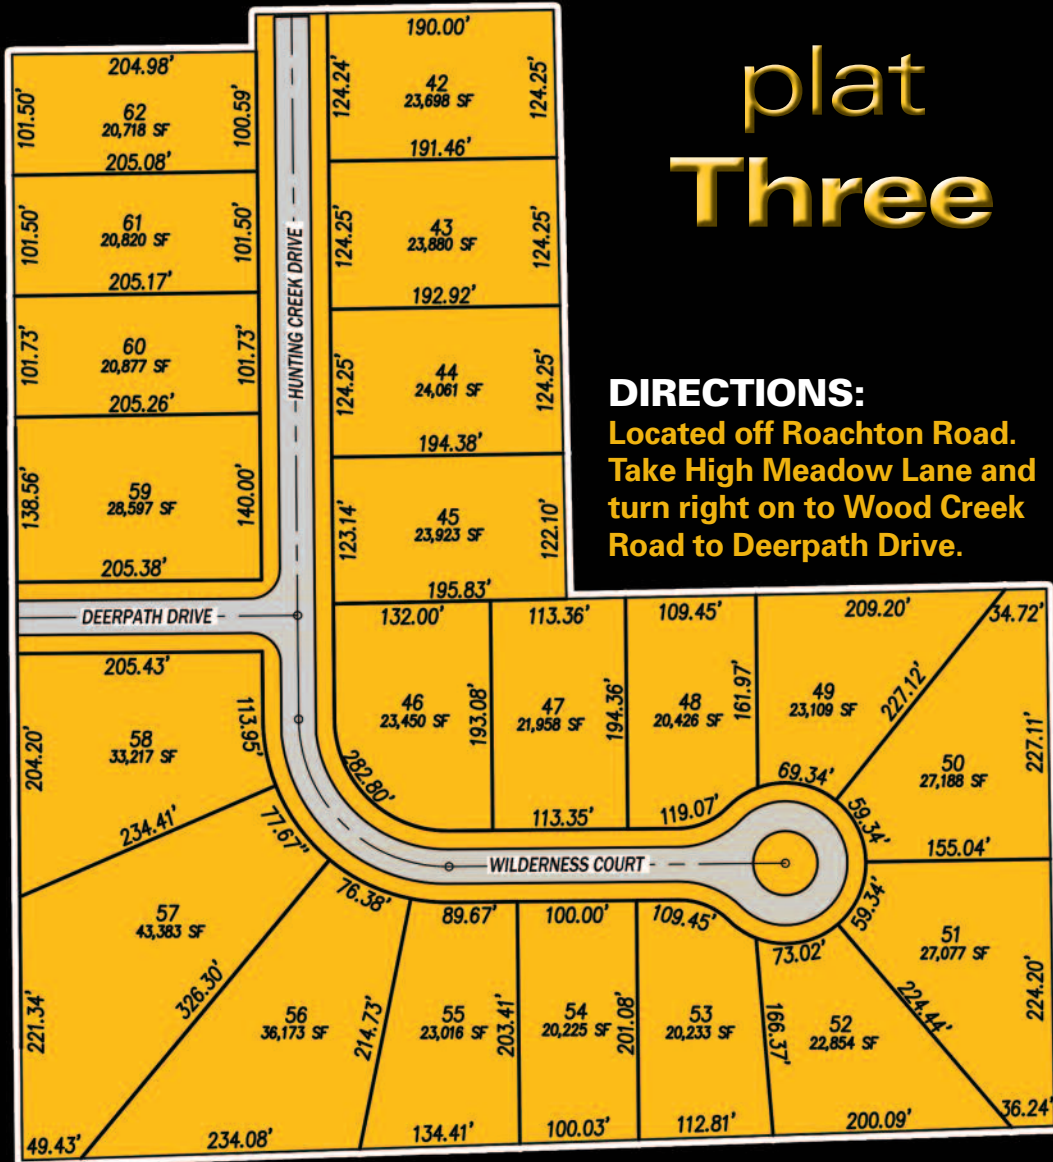 plat
Three
DIRECTIONS:
Located off Roachton Road.
Take High Meadow Lane and
turn right on to Wood Creek
Road to Deerpath Drive.
204.98'
101.50'
62
20,718 SF
100.59'
205.08'
101.50'
61
20,820 SF
101.50'
205.17'
101.73'
60
20,877 SF
101.73'
205.26'
138.56'
59
28,597 SF
140.00'
205.38'
HUNTING CREEK DRIVE
190.00'
124.24'
42
23,698 SF
124.25'
191.46'
124.25'
43
23,880 SF
124.25'
192.92'
124.25'
44
24,061 SF
124.25'
194.38'
123.14'
45
23,923 SF
122.10'
195.83'
DEERPATH DRIVE
205.43'
204.20'
58
33,217 SF
113.95'
234.41'
77.67"
57
43,383 SF
221.34'
49.43'
326.30'
132.00'
46
23,450 SF
282.80'
193.08'
113.36'
47
21,958 SF
113.35'
194.36'
109.45'
48
20,426 SF
119.07'
161.97'
209.20'
49
23,109 SF
69.34'
227.12'
34.72'
50
27,188 SF
227.11'
59.34'
155.04'
WILDERNESS COURT
59.34'
51
27,077 SF
224.20'
224.44'
36.24'
73.02'
52
22,854 SF
166.37'
200.09'
109.45'
53
20,233 SF
112.81'
201.08'
100.00'
54
20,225 SF
100.03'
203.41'
89.67'
55
23,016 SF
134.41'
214.73'
76.38'
56
36,173 SF
234.08'